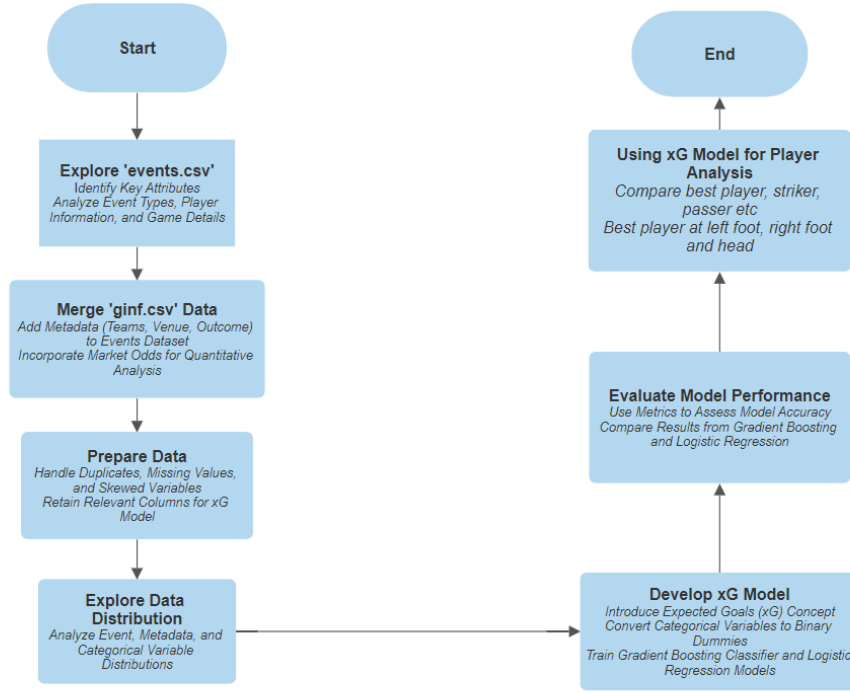 Start
Explore 'events.csv'
Identify Key Attributes
Analyze Event Types, Player
Information, and Game Details
Merge 'ginf.csv' Data
Add Metadata (Teams, Venue, Outcome)
to Events Dataset
Incorporate Market Odds for Quantitative
Analysis
Prepare Data
Handle Duplicates, Missing Values,
and Skewed Variables
Retain Relevant Columns for xG
Model
Explore Data
Distribution
Analyze Event, Metadata, and
Categorical Variable
Distributions
Develop xG Model
Introduce Expected Goals (xG) Concept
Convert Categorical Variables to Binary
Dummies
Train Gradient Boosting Classifier and Logistic
Regression Models
Evaluate Model Performance
Use Metrics to Assess Model Accuracy
Compare Results from Gradient Boosting
and Logistic Regression
Using xG Model for Player
Analysis
Compare best player, striker,
passer etc
Best player at left foot, right foot
and head
End